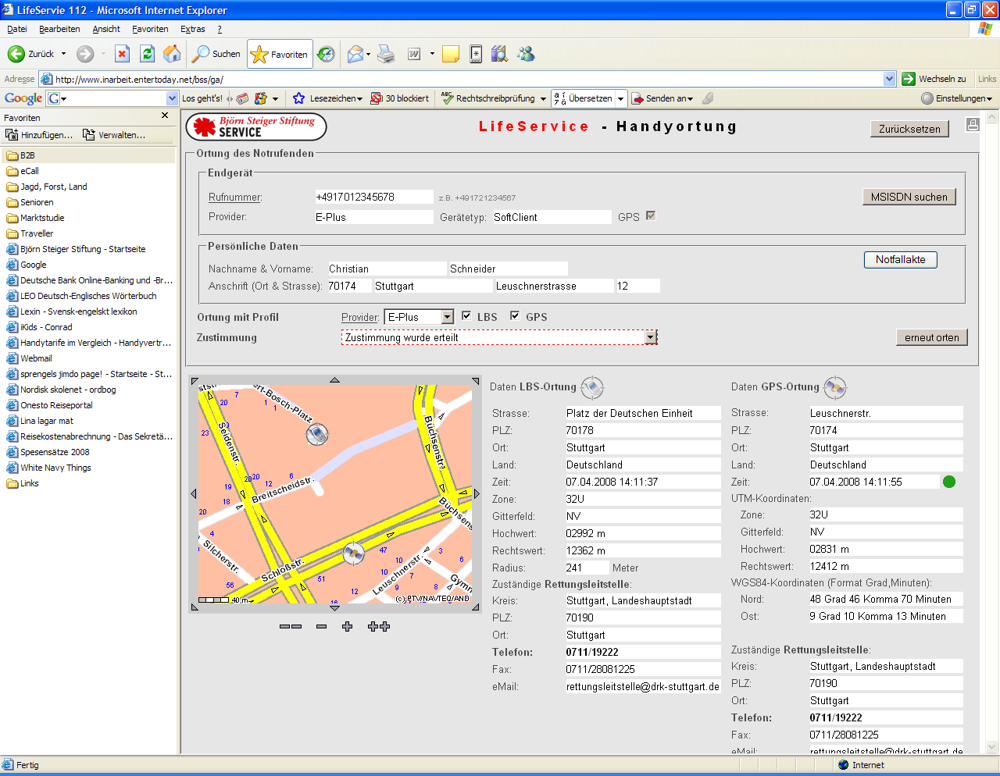 LifeServie 112 - Microsoft Internet Explorer
Datei Bearbeiten Ansicht Favoriten Extras ?
Zurück Suchen Favoriten
Adresse http://www.inarbeit.entertoday.net/bss/ga/ Wechseln zu Links
Google G Los geht's! Lesezeichen 30 blockiert Rechtschreibprüfung Übersetzen Senden an Einstellungen
Favoriten
Hinzufügen... Verwalten...
B2B
eCall
Jagd, Forst, Land
Senioren
Marktstudie
Traveller
Björn Steiger Stiftung - Startseite
Google
Deutsche Bank Online-Banking und -Br...
LEO Deutsch-Englisches Wörterbuch
Lexin - Svensk-engelskt lexikon
iKids - Conrad
Handytarife im Vergleich - Handyvertr...
Webmail
sprengels jimdo page! - Startseite - St...
Nordisk skolenet - ordbog
Onesto Reiseportal
Lina lagar mat
Reisekostenabrechnung - Das Sekretä...
Spesensätze 2008
White Navy Things
Links
Björn Steiger Stiftung
SERVICE
LifeService - Handyortung
Zurücksetzen
Ortung des Notrufenden
Endgerät
Rufnummer: +4917012345678 z.B. +491721234567 MSISDN suchen
Provider: E-Plus Gerätetyp: SoftClient GPS
Persönliche Daten
Notfallakte
Nachname & Vorname: Christian Schneider
Anschrift (Ort & Strasse): 70174 Stuttgart Leuschnerstrasse 12
Ortung mit Profil Provider: E-Plus LBS GPS
Zustimmung Zustimmung wurde erteilt erneut orten
ort-Bosch-Platz
Seidenstr.
Büchsenstr.
Breitscheidstr.
Büchsens
Silcherstr.
Schloßstr.
Leuschnerstr.
Gymn
20 7 1 1
23
20 20 6
19 12
18
20
4
47
3
10 6
56 51 12 10 9 7 8
16
40 m
(c) PTV/NAVTEQ/AND
Daten LBS-Ortung
Strasse: Platz der Deutschen Einheit
PLZ: 70178
Ort: Stuttgart
Land: Deutschland
Zeit: 07.04.2008 14:11:37
Zone: 32U
Gitterfeld: NV
Hochwert: 02992 m
Rechtswert: 12362 m
Radius: 241 Meter
Zuständige Rettungsleitstelle:
Kreis: Stuttgart, Landeshauptstadt
PLZ: 70190
Ort: Stuttgart
Telefon: 0711/19222
Fax: 0711/28081225
eMail: rettungsleitstelle@drk-stuttgart.de
Daten GPS-Ortung
Strasse: Leuschnerstr.
PLZ: 70174
Ort: Stuttgart
Land: Deutschland
Zeit: 07.04.2008 14:11:55
UTM-Koordinaten:
Zone: 32U
Gitterfeld: NV
Hochwert: 02831 m
Rechtswert: 12412 m
WGS84-Koordinaten (Format Grad,Minuten):
Nord: 48 Grad 46 Komma 70 Minuten
Ost: 9 Grad 10 Komma 13 Minuten
Zuständige Rettungsleitstelle:
Kreis: Stuttgart, Landeshauptstadt
PLZ: 70190
Ort: Stuttgart
Telefon: 0711/19222
Fax: 0711/28081225
eMail: rettungsleitstelle@drk-stuttgart.de
Fertig Internet